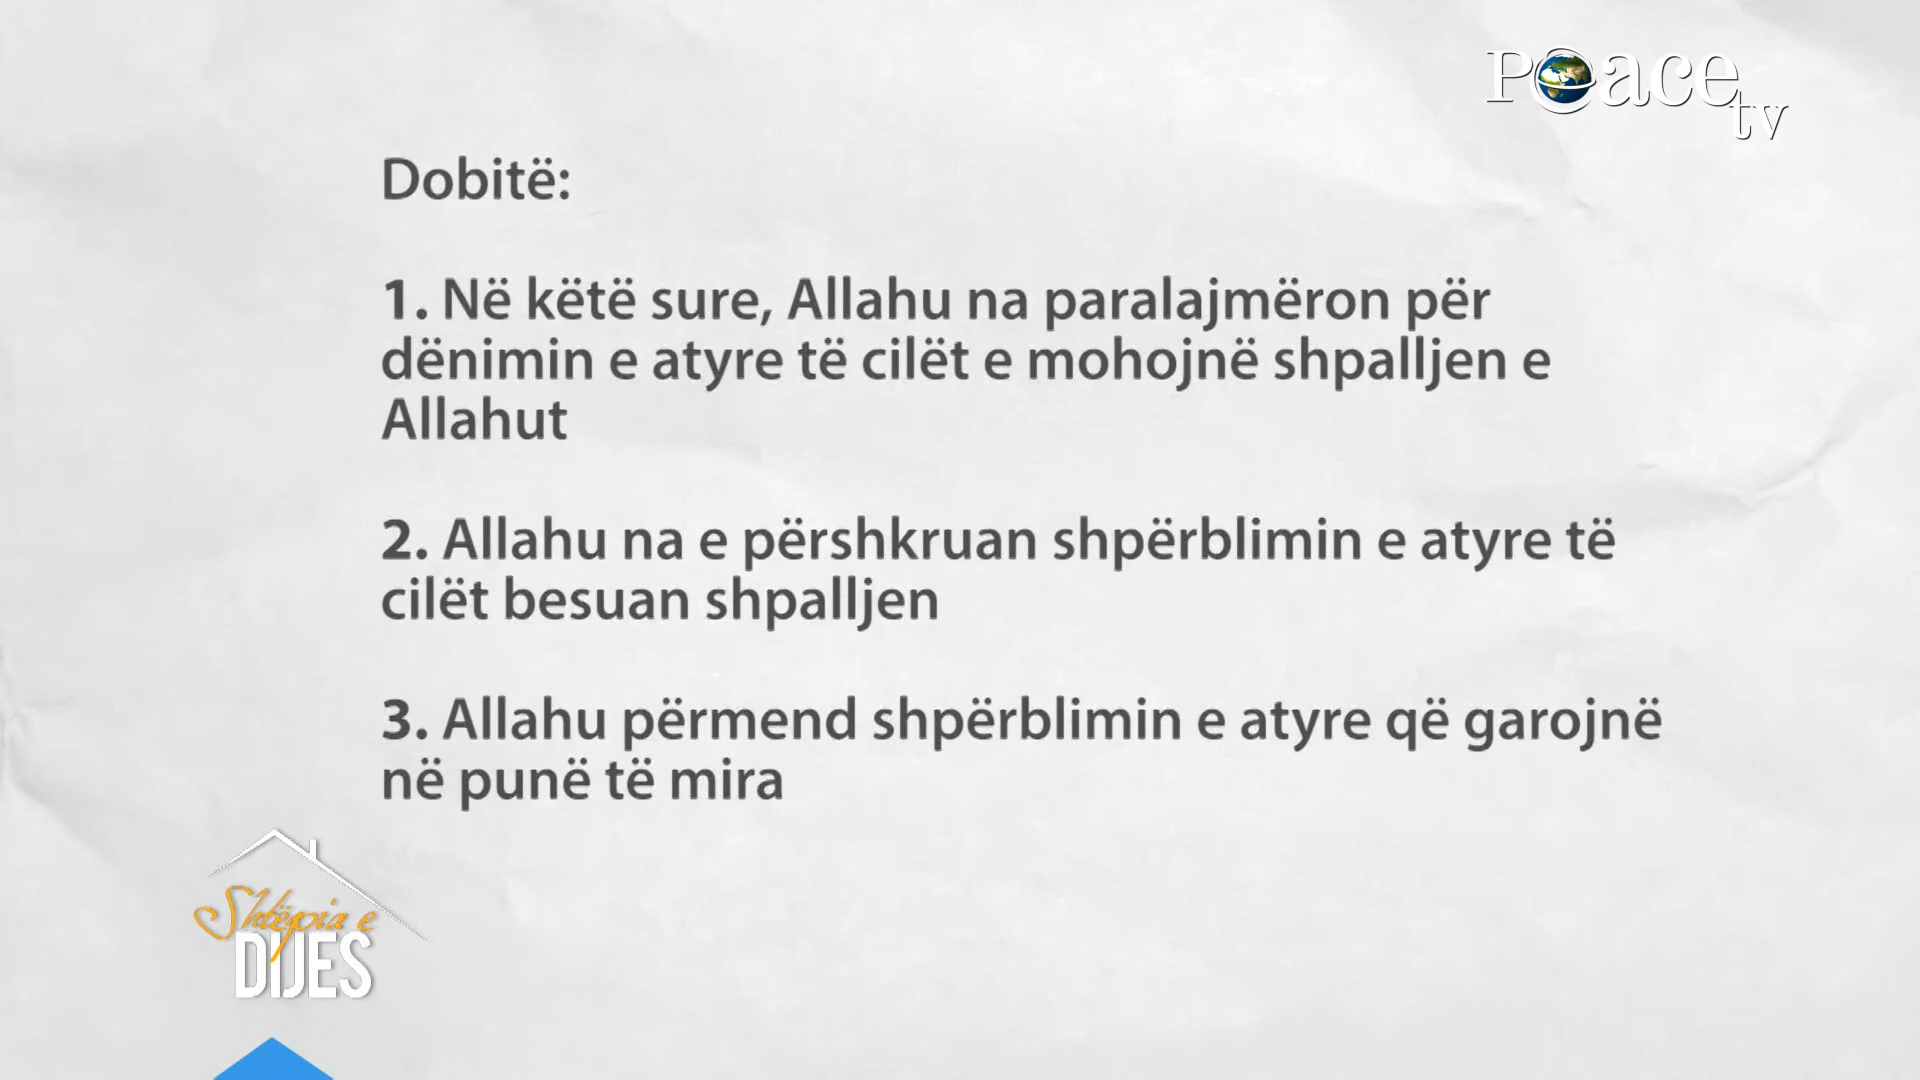 Peace tv
Dobitë:
1. Në këtë sure, Allahu na paralajmëron për
dënimin e atyre të cilët e mohojnë shpalljen e
Allahut
2. Allahu na e përshkruan shpërblimin e atyre të
cilët besuan shpalljen
3. Allahu përmend shpërblimin e atyre që garojnë
në punë të mira
Shtëpia e
DIJES